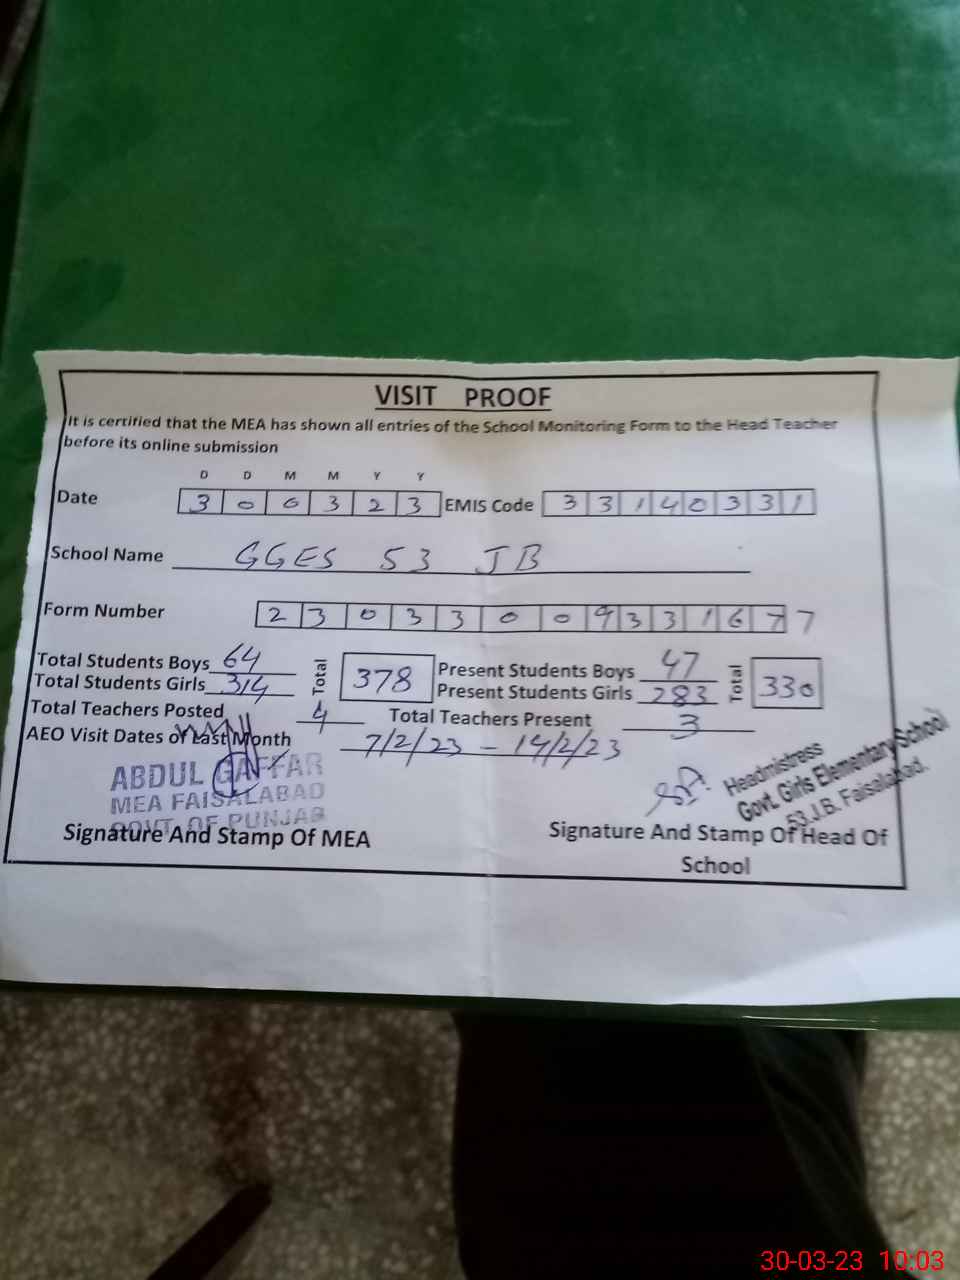 VISIT PROOF
It is certified that the MEA has shown all entries of the School Monitoring Form to the Head Teacher
before its online submission
D D M M Y Y
Date 3 0 0 3 2 3 EMIS Code 3 3 1 4 0 3 3 1
School Name GGES 53 JB
Form Number 2 3 0 3 3 0 0 9 3 3 1 6 7 7
Total Students Boys 64 Total 378 Present Students Boys 47 Total 330
Total Students Girls 314 Present Students Girls 283
Total Teachers Posted 4 Total Teachers Present 3
AEO Visit Dates of Last Month 7/2/23 – 14/2/23
ABDUL GAFFAR
MEA FAISALABAD
GOVT. OF PUNJAB
Signature And Stamp Of MEA
Headmistress
Govt. Girls Elementary School
53 J.B. Faisalabad.
Signature And Stamp Of Head Of
School
30-03-23 10:03